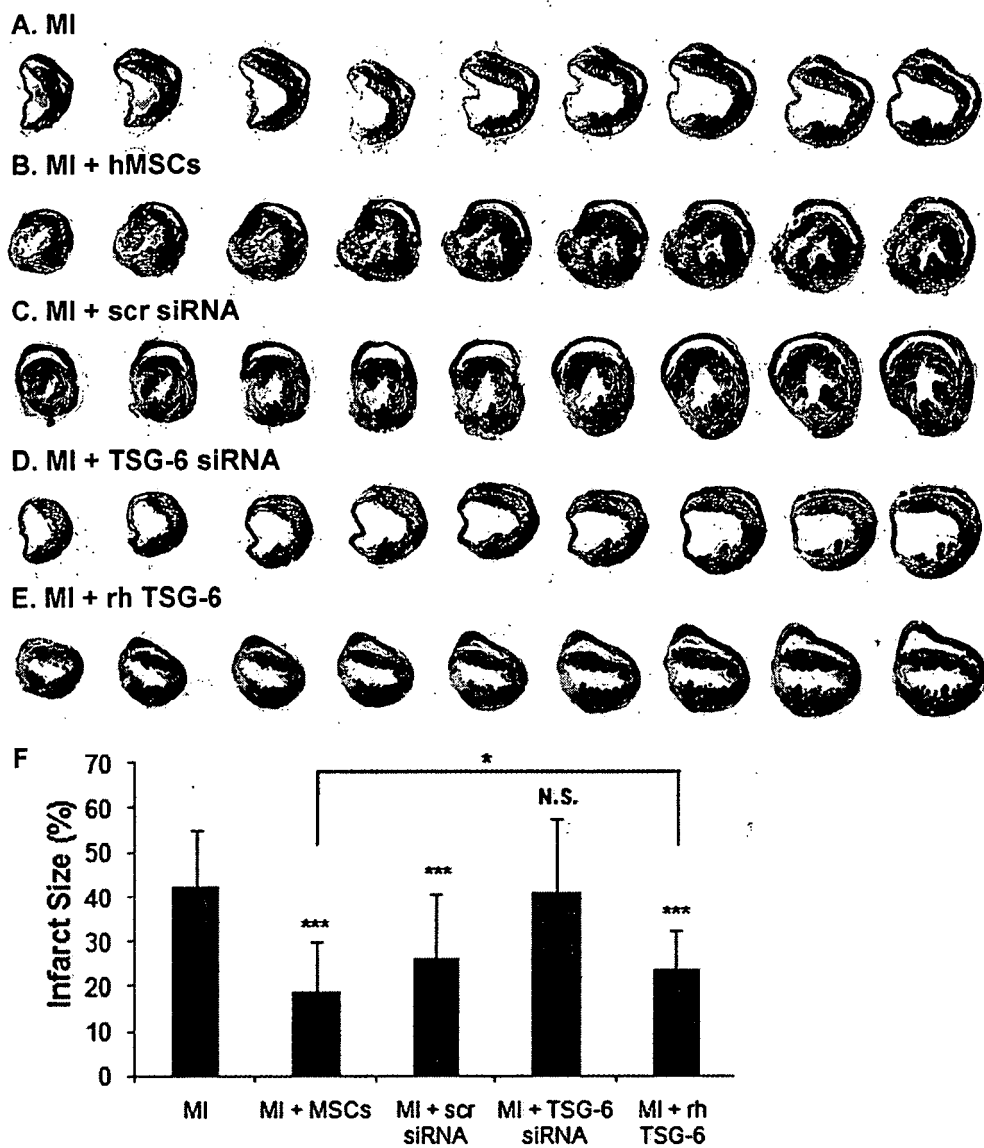 A. MI
B. MI + hMSCs
C. MI + scr siRNA
D. MI + TSG-6 siRNA
E. MI + rh TSG-6
F
70
60
50
40
30
20
10
0
Infarct Size (%)
*
***
***
N.S.
***
MI
MI + MSCs
MI + scr
siRNA
MI + TSG-6
siRNA
MI + rh
TSG-6